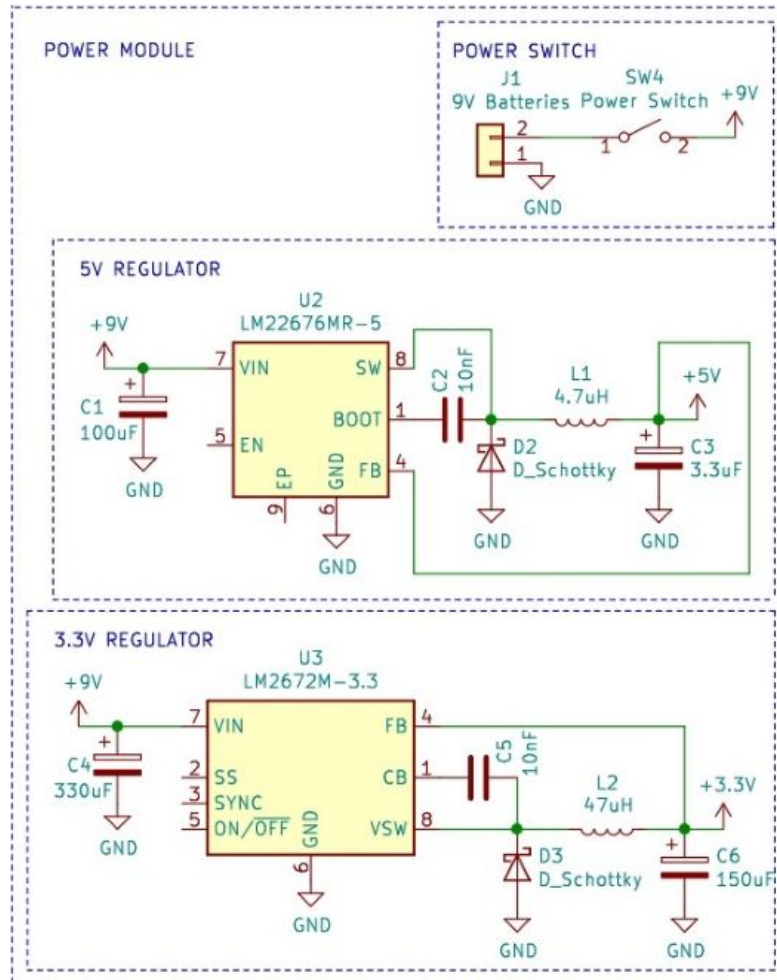 POWER MODULE
POWER SWITCH
J1
9V Batteries
SW4
Power Switch
+9V
2
1
1
2
GND
5V REGULATOR
U2
LM22676MR-5
+9V
7
VIN
SW
8
C1
100uF
GND
5
EN
BOOT
1
C2
10nF
EP
GND
FB
4
9
6
GND
D2
D_Schottky
GND
L1
4.7uH
+5V
C3
3.3uF
GND
3.3V REGULATOR
U3
LM2672M-3.3
+9V
7
VIN
FB
4
C4
330uF
GND
2
SS
3
SYNC
5
ON/OFF
GND
CB
1
VSW
8
6
GND
C5
10nF
L2
47uH
+3.3V
D3
D_Schottky
GND
C6
150uF
GND